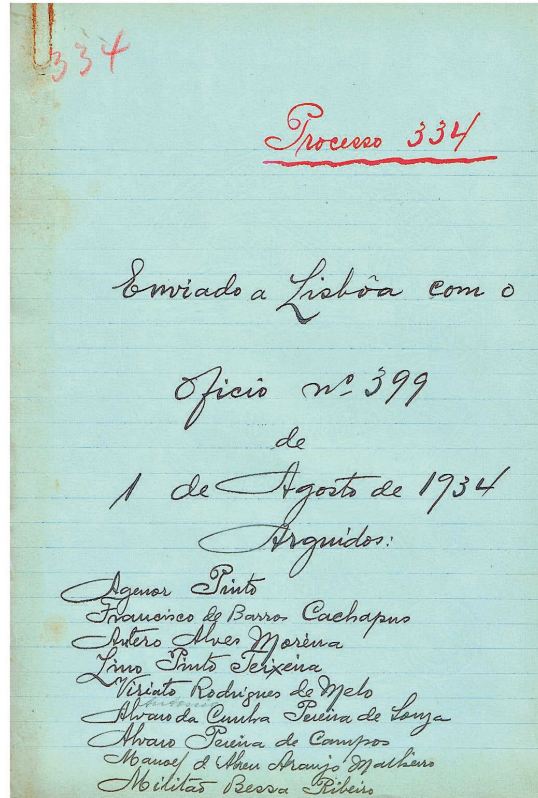 334
Processo 334
Enviado a Lisbôa com o
Oficio nº 399
de
1 de Agosto de 1934
Arguidos:
Agenor Pinto
Francisco de Barros Cachapus
Antero Alves Moreira
Lino Pinto Teixeira
Viriato Rodrigues de Melo
Alvaro da Cunha Pereira de Souza
Alvaro Pereira de Campos
Manoel d'Abreu Araujo Malheiro
Militão Bessa Ribeiro